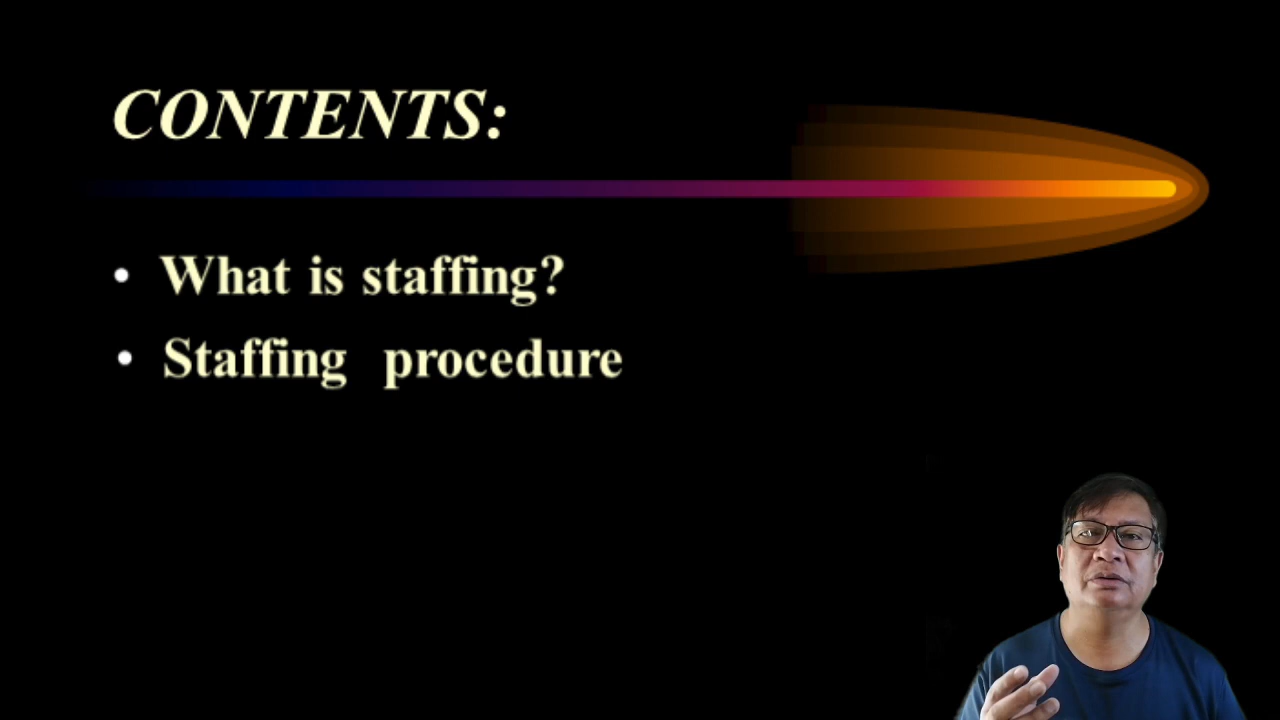 CONTENTS:
• What is staffing?
• Staffing procedure